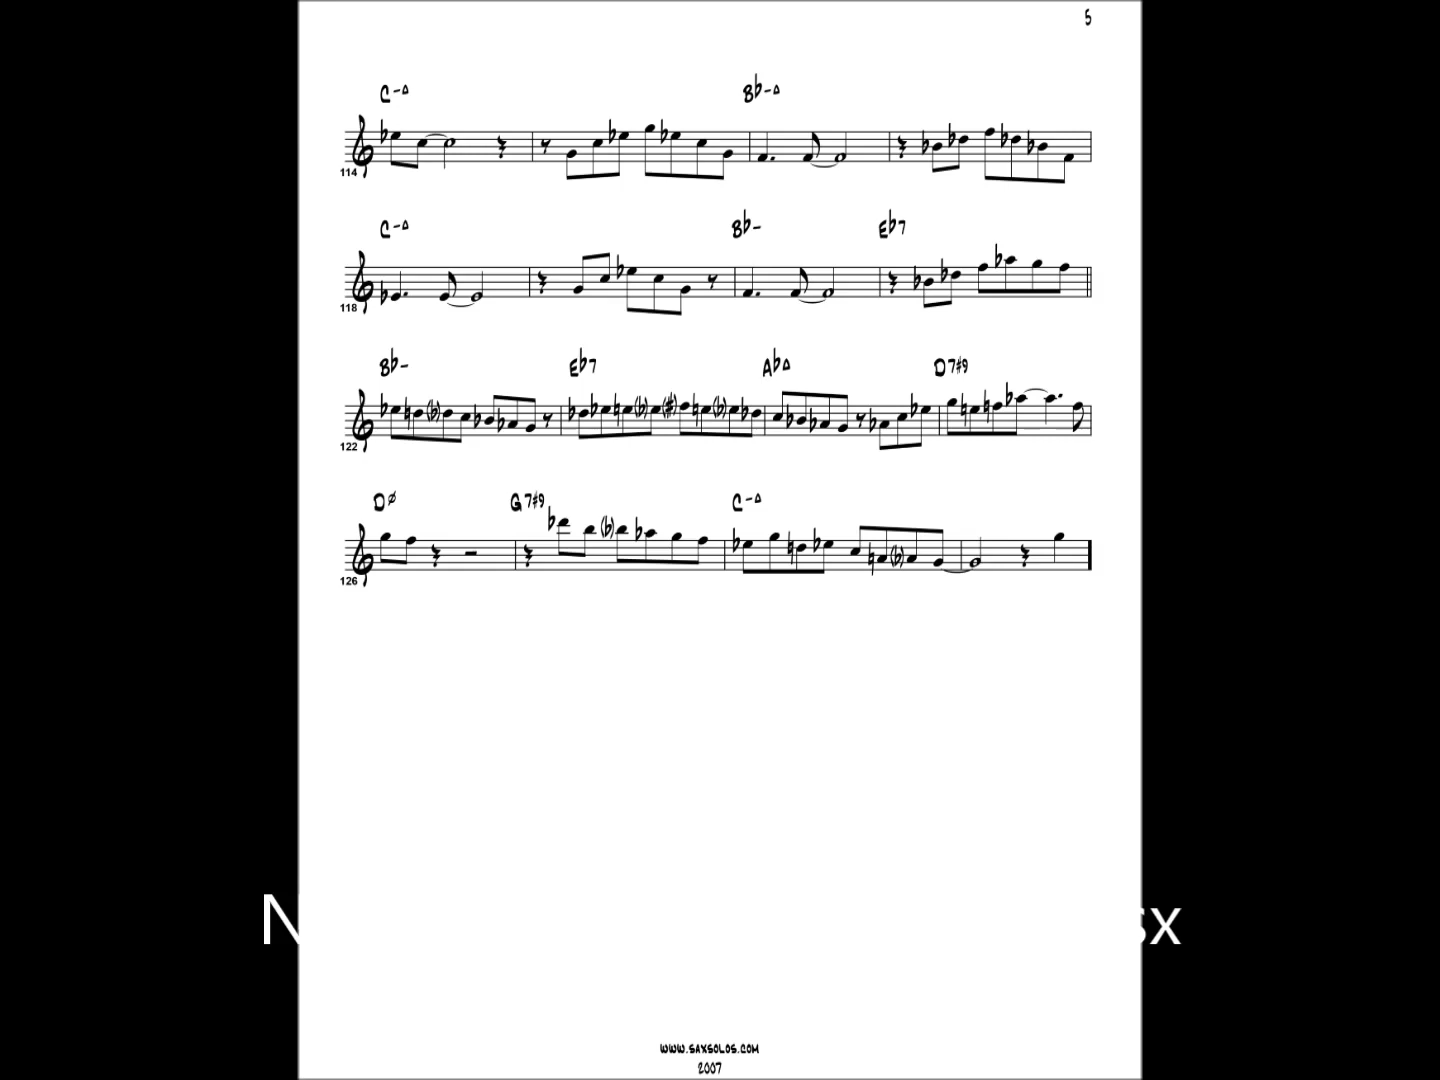 5
C-Δ Bb-Δ
114
C-Δ Bb- Eb7
118
Bb- Eb7 AbΔ D7#9
122
Dø G7#9 C-Δ
126
N sx
WWW.SAXSOLOS.COM
2007